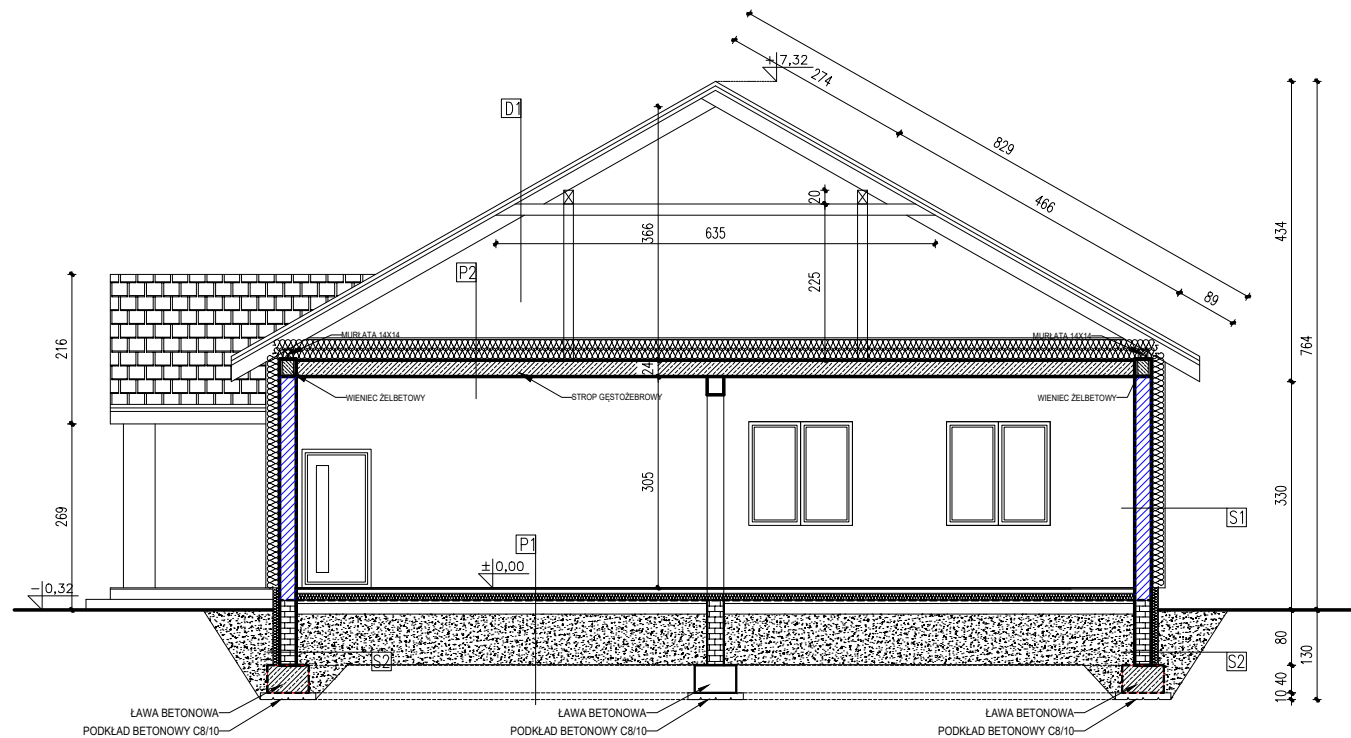 +7,32
274
829
D1
20
466
434
366
635
P2
225
89
216
MURŁATA 14X14
MURŁATA 14X14
764
24
WIENIEC ŻELBETOWY
STROP GĘSTOŻEBROWY
WIENIEC ŻELBETOWY
305
330
269
S1
P1
±0,00
-0,32
80
S2
S2
130
40
10
ŁAWA BETONOWA
ŁAWA BETONOWA
ŁAWA BETONOWA
PODKŁAD BETONOWY C8/10
PODKŁAD BETONOWY C8/10
PODKŁAD BETONOWY C8/10